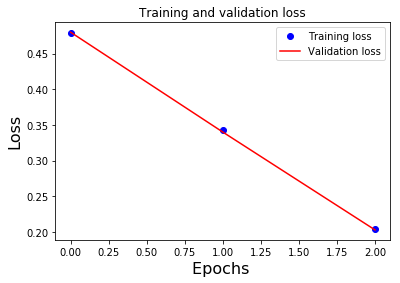 Training and validation loss
Training loss
Validation loss
0.45
0.40
0.35
0.30
0.25
0.20
Loss
0.00 0.25 0.50 0.75 1.00 1.25 1.50 1.75 2.00
Epochs